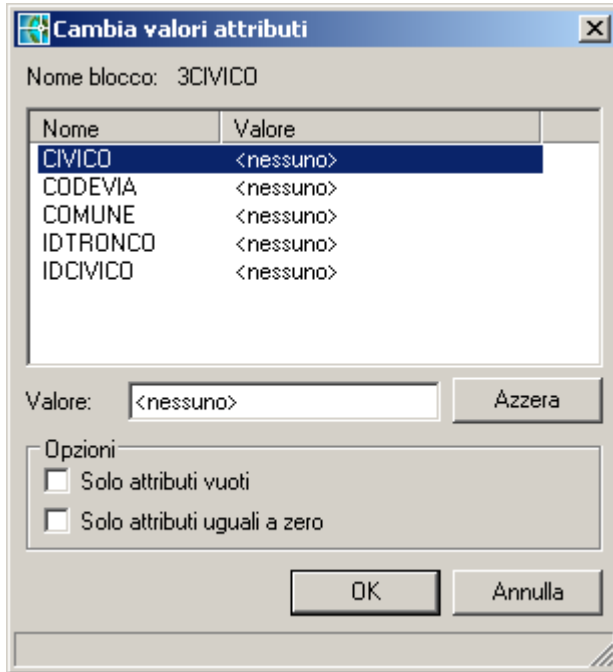 Cambia valori attributi
Nome blocco: 3CIVICO
Nome Valore
CIVICO <nessuno>
CODEVIA <nessuno>
COMUNE <nessuno>
IDTRONCO <nessuno>
IDCIVICO <nessuno>
Valore: <nessuno> Azzera
Opzioni
Solo attributi vuoti
Solo attributi uguali a zero
OK Annulla